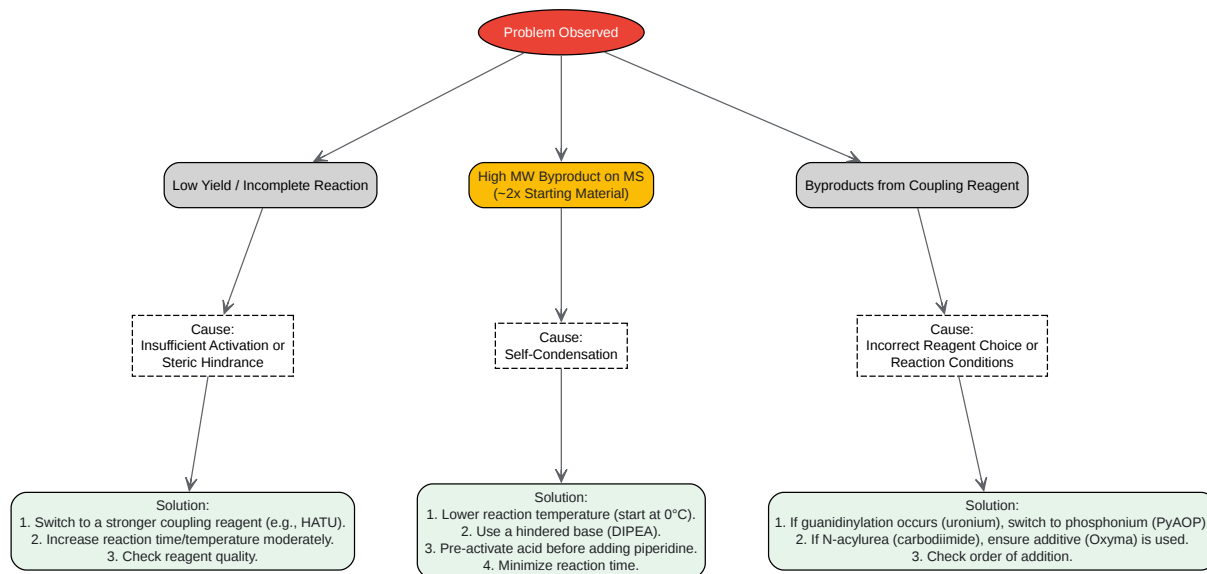 Problem Observed
Low Yield / Incomplete Reaction
High MW Byproduct on MS
(~2x Starting Material)
Byproducts from Coupling Reagent
Cause:
Insufficient Activation or
Steric Hindrance
Cause:
Self-Condensation
Cause:
Incorrect Reagent Choice or
Reaction Conditions
Solution:
1. Switch to a stronger coupling reagent (e.g., HATU).
2. Increase reaction time/temperature moderately.
3. Check reagent quality.
Solution:
1. Lower reaction temperature (start at 0°C).
2. Use a hindered base (DIPEA).
3. Pre-activate acid before adding piperidine.
4. Minimize reaction time.
Solution:
1. If guanidinylation occurs (uronium), switch to phosphonium (PyAOP).
2. If N-acylurea (carbodiimide), ensure additive (Oxyma) is used.
3. Check order of addition.